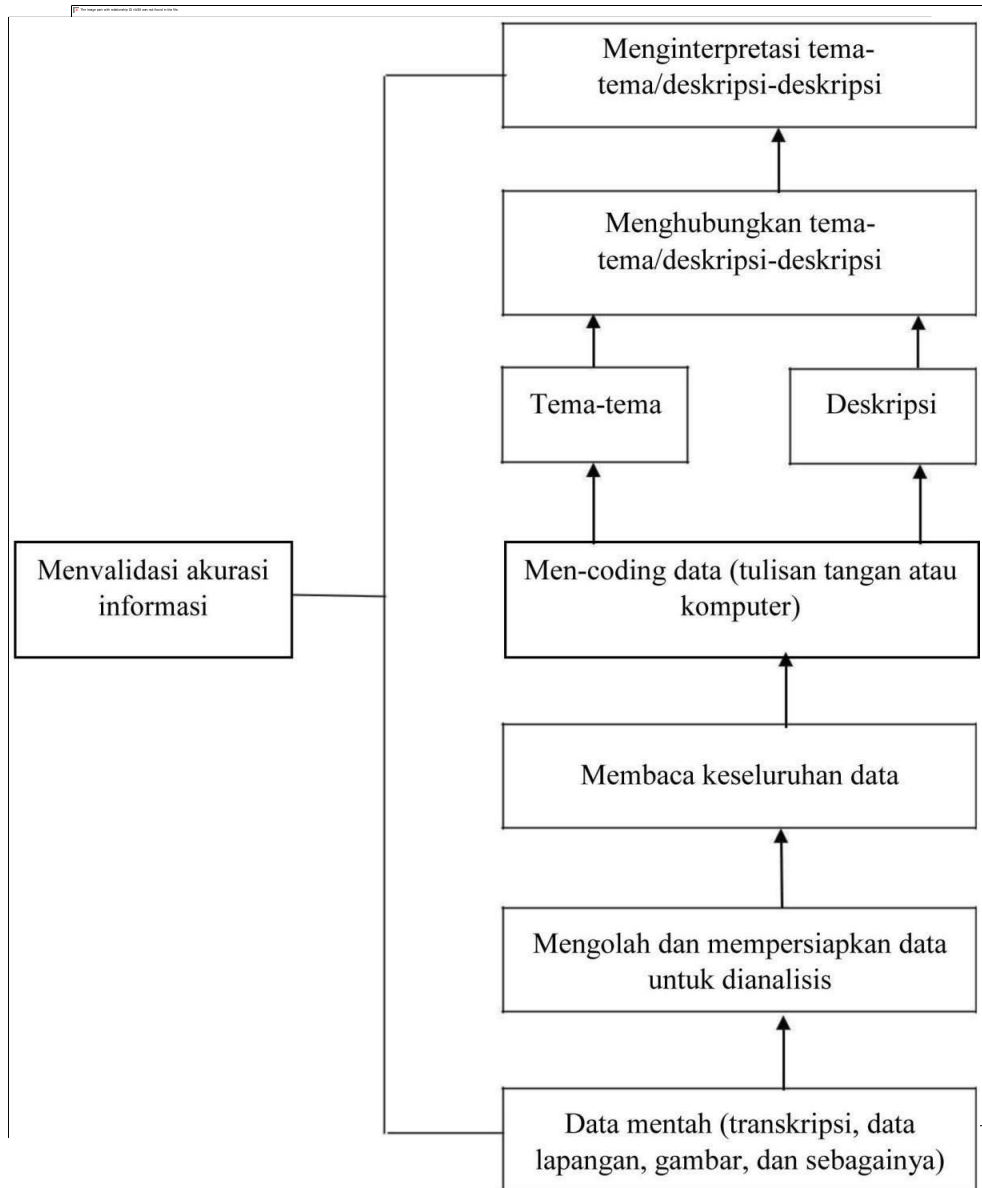 Menginterpretasi tema-
tema/deskripsi-deskripsi
Menghubungkan tema-
tema/deskripsi-deskripsi
Tema-tema
Deskripsi
Menvalidasi akurasi
informasi
Men-coding data (tulisan tangan atau
komputer)
Membaca keseluruhan data
Mengolah dan mempersiapkan data
untuk dianalisis
Data mentah (transkripsi, data
lapangan, gambar, dan sebagainya)